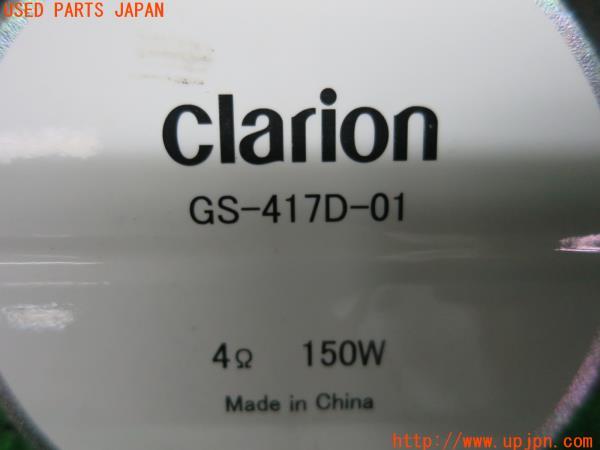 USED PARTS JAPAN
clarion
GS-417D-01
4Ω 150W
Made in China
http://www.upjpn.com/